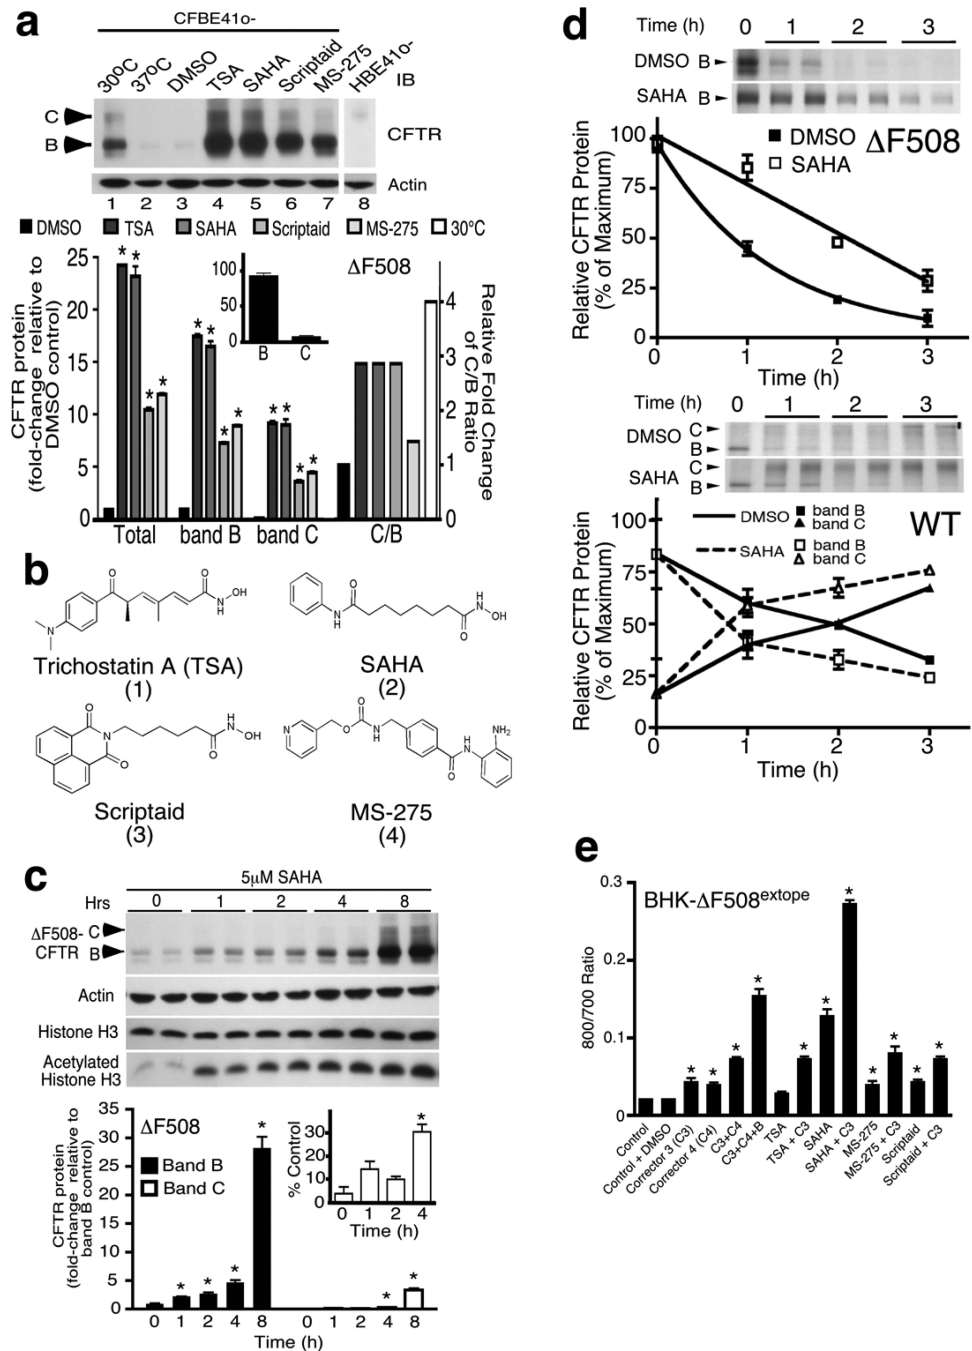 a
CFBE41o-
30ºC 37ºC DMSO TSA SAHA Scriptaid MS-275 HBE41o- IB
C
B
CFTR
Actin
1 2 3 4 5 6 7 8
DMSO TSA SAHA Scriptaid MS-275 30°C
CFTR protein
(fold-change relative to
DMSO control)
25
20
15
10
5
0
* * * * * * * * * * * *
100
50
0
B C
ΔF508
Relative Fold Change
of C/B Ratio
4
3
2
1
0
Total band B band C C/B
b
O O N H OH N
Trichostatin A (TSA)
(1)
O N H O H N OH
SAHA
(2)
O N O O H N OH
Scriptaid
(3)
N O O N H O H N NH2
MS-275
(4)
c
5µM SAHA
Hrs 0 1 2 4 8
ΔF508- C
CFTR B
Actin
Histone H3
Acetylated
Histone H3
CFTR protein
(fold-change relative to
band B control)
35
30
25
20
15
10
5
0
ΔF508
Band B
Band C
* * * * * *
% Control
30
20
10
0
*
0 1 2 4
Time (h)
0 1 2 4 8 0 1 2 4 8
Time (h)
d
Time (h) 0 1 2 3
DMSO B
SAHA B
Relative CFTR Protein
(% of Maximum)
100
75
50
25
0
DMSO
SAHA
ΔF508
0 1 2 3
Time (h)
Time (h) 0 1 2 3
DMSO C
B
SAHA C
B
Relative CFTR Protein
(% of Maximum)
100
75
50
25
0
DMSO band B
band C
SAHA band B
band C
WT
0 1 2 3
Time (h)
e
BHK-ΔF508extope
800/700 Ratio
0.3
0.2
0.1
0
* * * * * * * * * * *
Control
Control + DMSO
Corrector 3 (C3)
Corrector 4 (C4)
C3+C4
C3+C4+B
TSA
TSA + C3
SAHA
SAHA + C3
MS-275
MS-275 + C3
Scriptaid
Scriptaid + C3